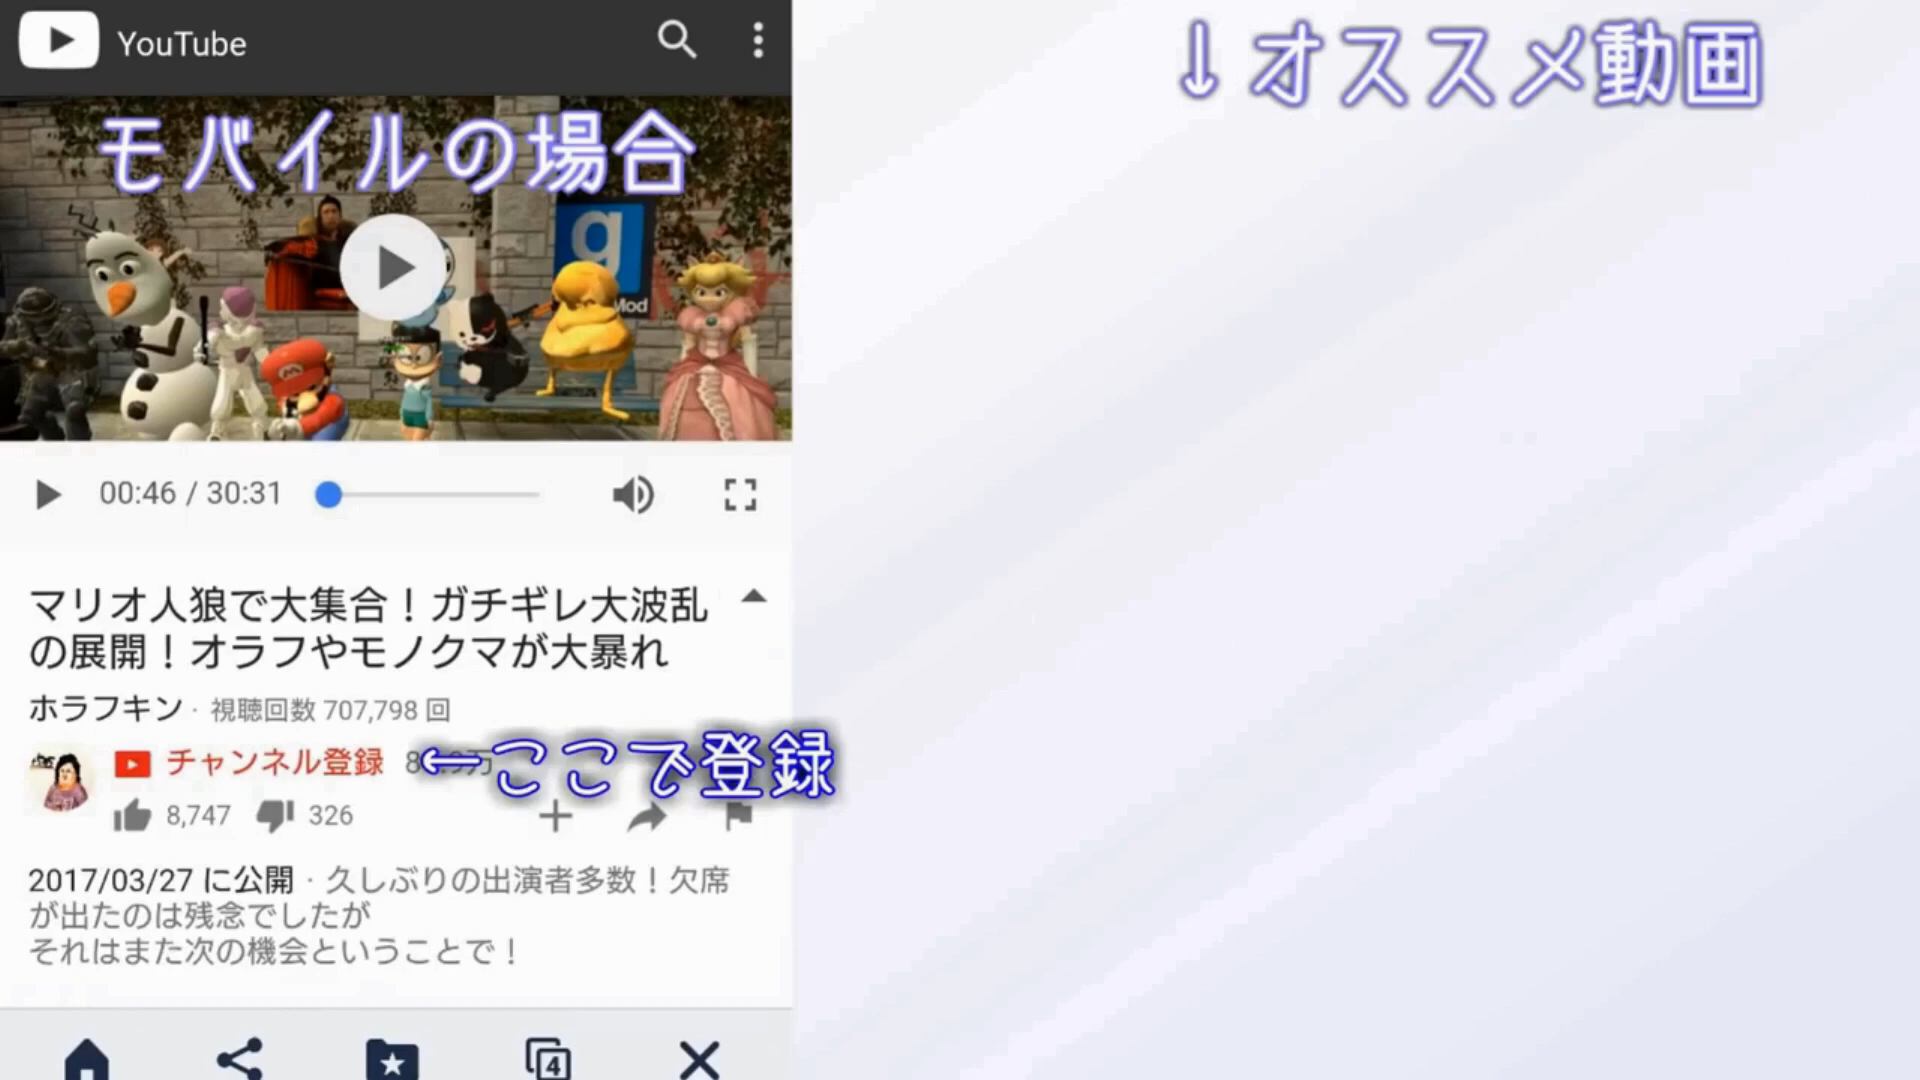 YouTube
↓オススメ動画
モバイルの場合
g
Mod
00:46 / 30:31
マリオ人狼で大集合！ガチギレ大波乱
の展開！オラフやモノクマが大暴れ
ホラフキン · 視聴回数 707,798 回
チャンネル登録
←ここで登録
8,747 326
2017/03/27 に公開 · 久しぶりの出演者多数！欠席
が出たのは残念でしたが
それはまた次の機会ということで！
4